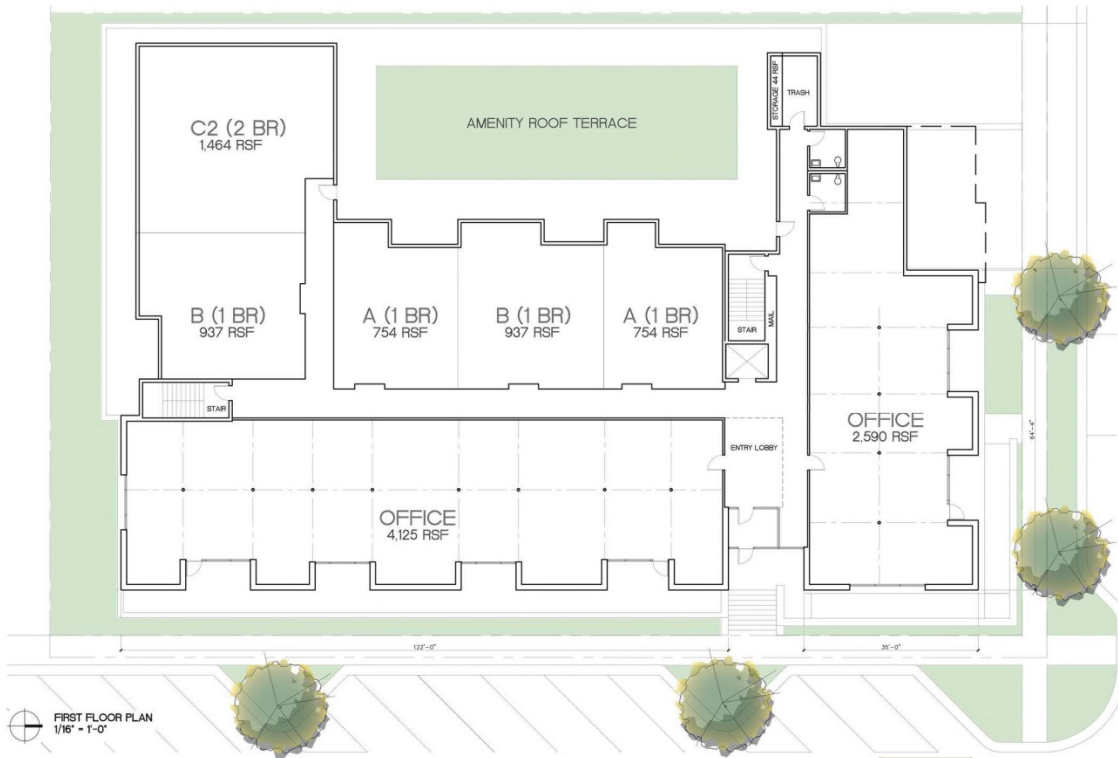 C2 (2 BR)
1,464 RSF
AMENITY ROOF TERRACE
STORAGE 44 RSF
TRASH
B (1 BR)
937 RSF
A (1 BR)
754 RSF
B (1 BR)
937 RSF
A (1 BR)
754 RSF
STAIR
MAIL
STAIR
OFFICE
2,590 RSF
64'-4"
ENTRY LOBBY
OFFICE
4,125 RSF
122'-0"
35'-0"
FIRST FLOOR PLAN
1/16" = 1'-0"